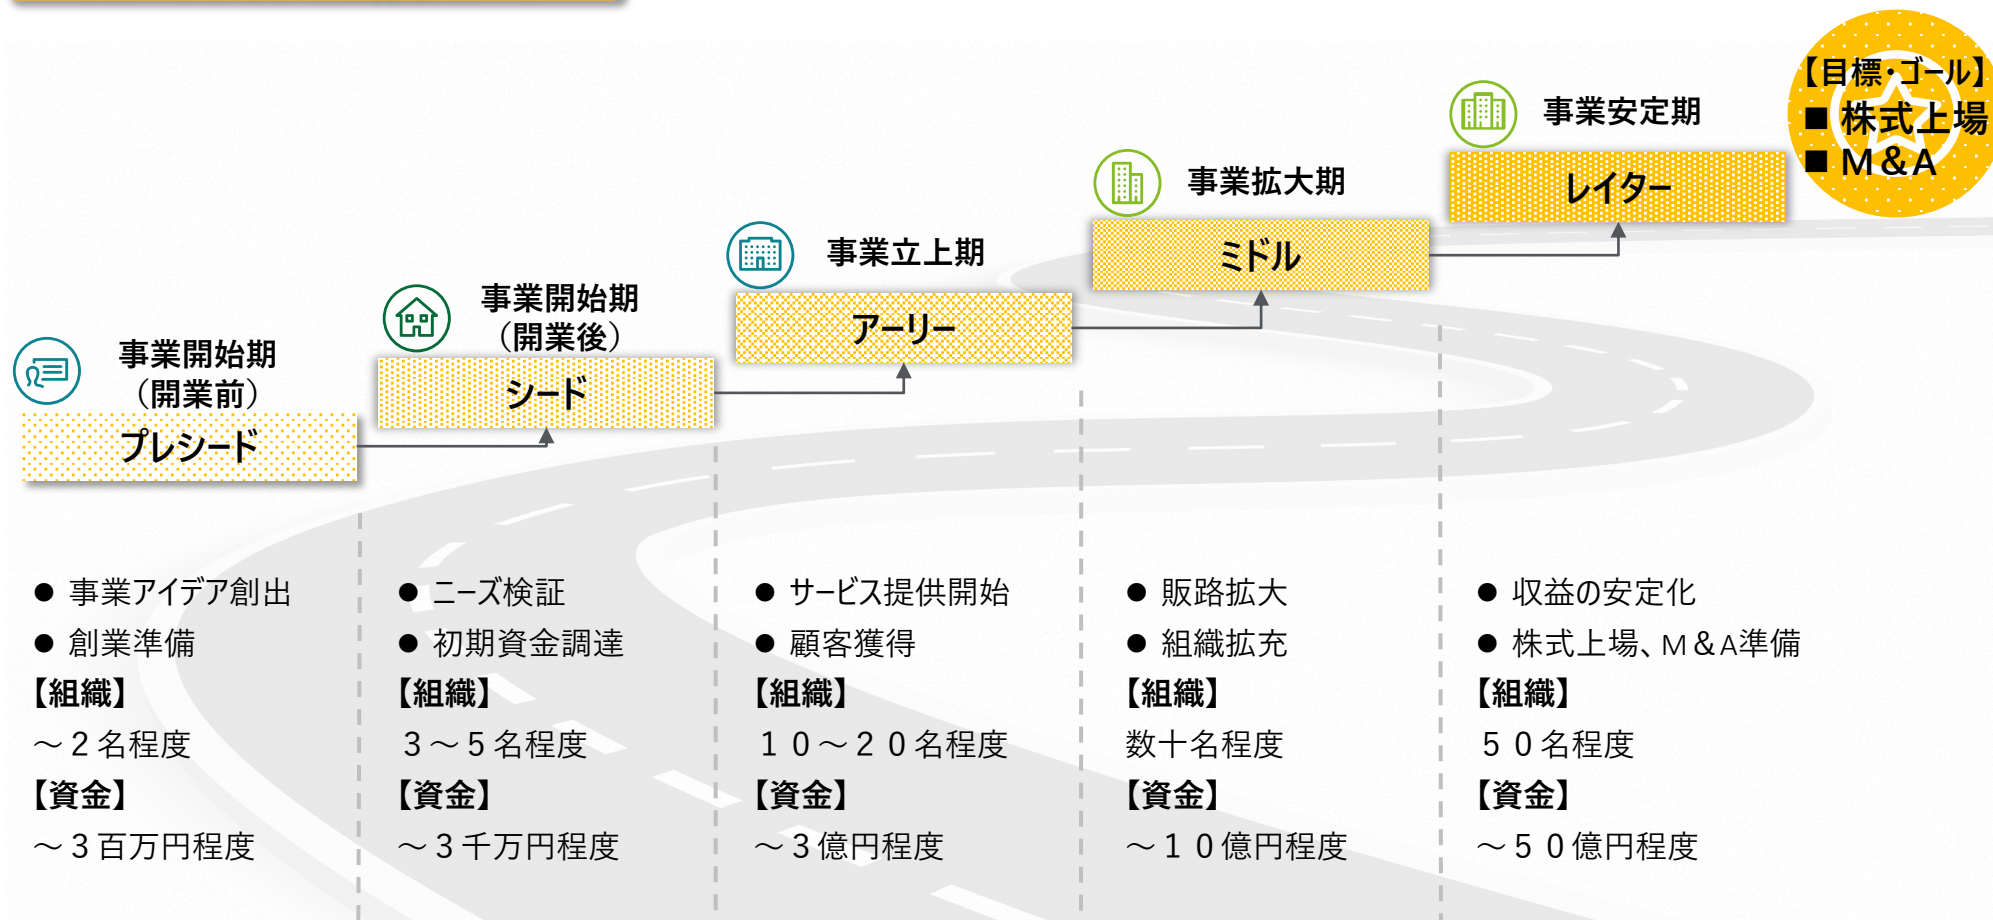 【目標・ゴール】
■ 株式上場
■ M&A
事業安定期
レイター
事業拡大期
ミドル
事業立上期
アーリー
事業開始期
（開業後）
シード
事業開始期
（開業前）
プレシード
● 事業アイデア創出
● 創業準備
【組織】
～２名程度
【資金】
～３百万円程度
● ニーズ検証
● 初期資金調達
【組織】
３～５名程度
【資金】
～３千万円程度
● サービス提供開始
● 顧客獲得
【組織】
１０～２０名程度
【資金】
～３億円程度
● 販路拡大
● 組織拡充
【組織】
数十名程度
【資金】
～１０億円程度
● 収益の安定化
● 株式上場、M＆A準備
【組織】
５０名程度
【資金】
～５０億円程度